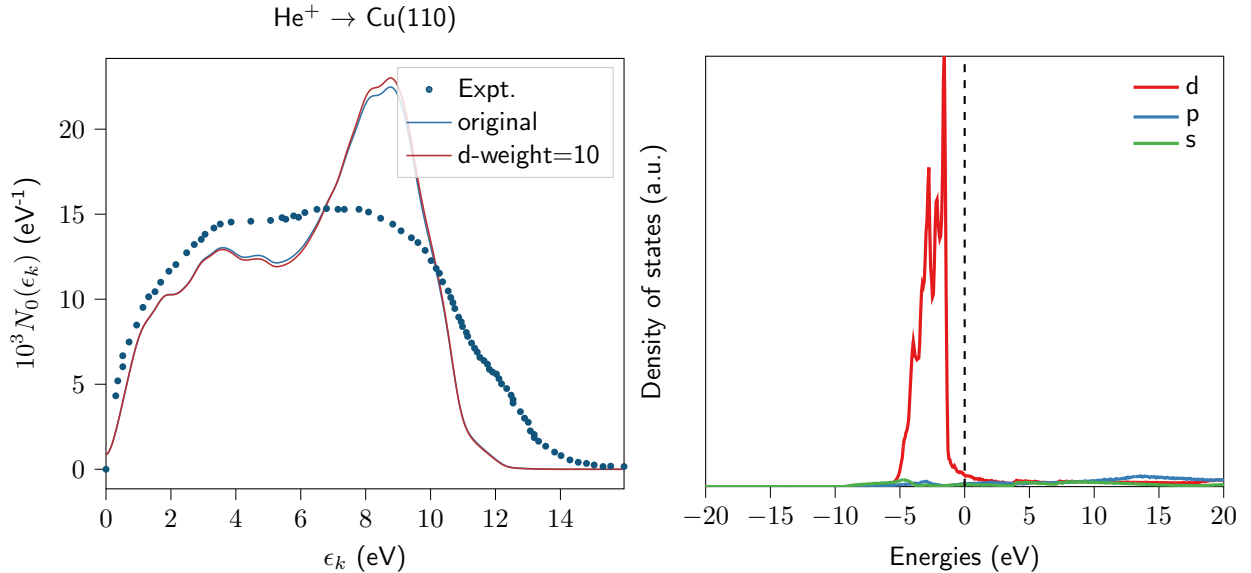 He⁺ → Cu(110)
10³N₀(ϵₖ) (eV⁻¹)
20
15
10
5
0
Expt.
original
d-weight=10
0 2 4 6 8 10 12 14
ϵₖ (eV)
Density of states (a.u.)
d
p
s
−20 −15 −10 −5 0 5 10 15 20
Energies (eV)